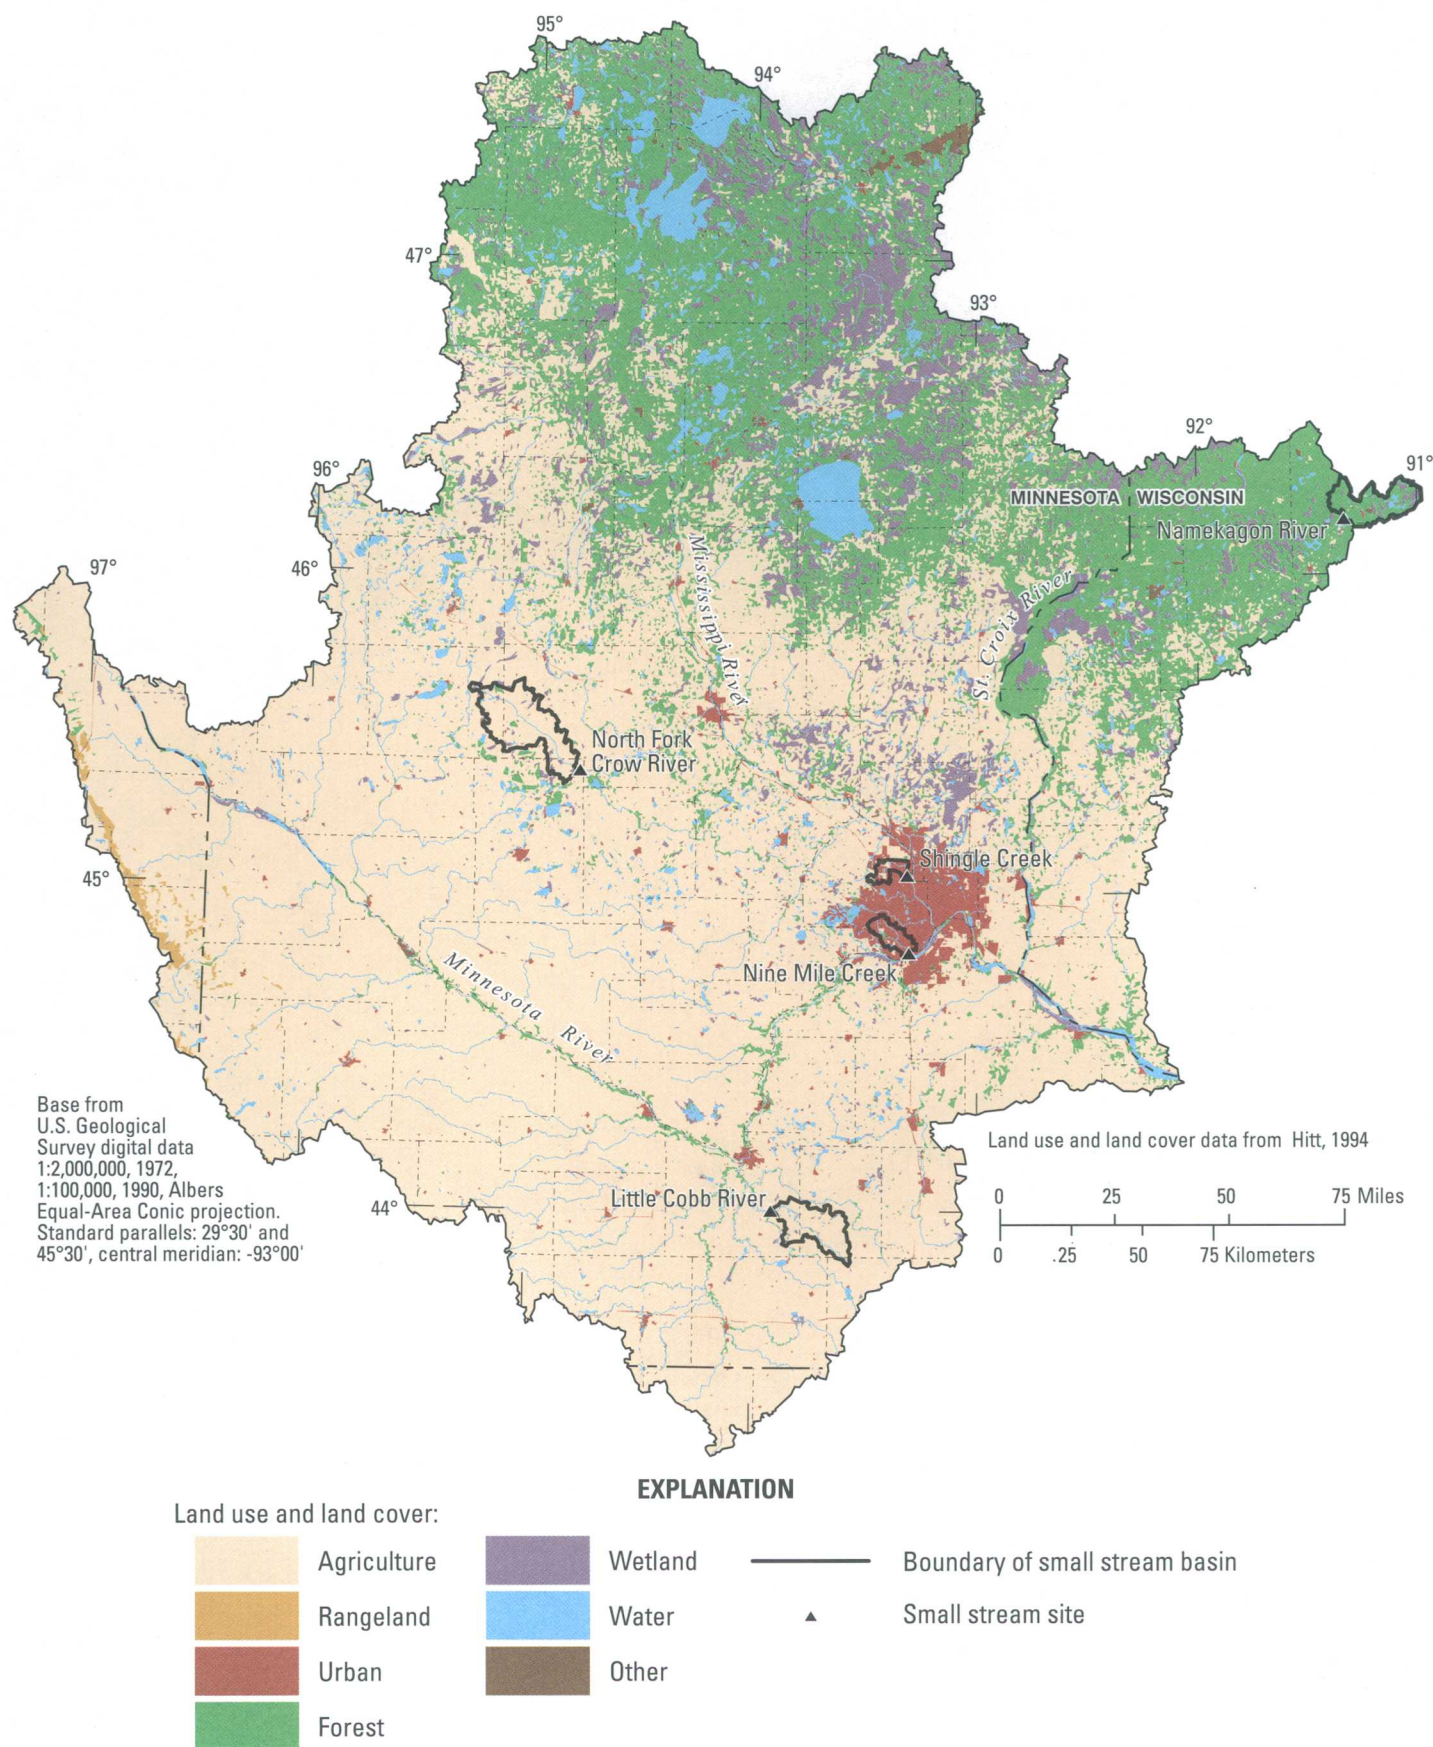 95°
94°
47°
93°
92°
91°
96°
MINNESOTA
WISCONSIN
Namekagon River
97°
46°
Mississippi River
St. Croix River
North Fork
Crow River
Shingle Creek
45°
Nine Mile Creek
Minnesota River
Base from
U.S. Geological
Survey digital data
1:2,000,000, 1972,
1:100,000, 1990, Albers
Equal-Area Conic projection.
Standard parallels: 29°30' and
45°30', central meridian: -93°00'
Land use and land cover data from Hitt, 1994
0 25 50 75 Miles
0 .25 50 75 Kilometers
44°
Little Cobb River
EXPLANATION
Land use and land cover:
Agriculture
Rangeland
Urban
Forest
Wetland
Water
Other
Boundary of small stream basin
Small stream site